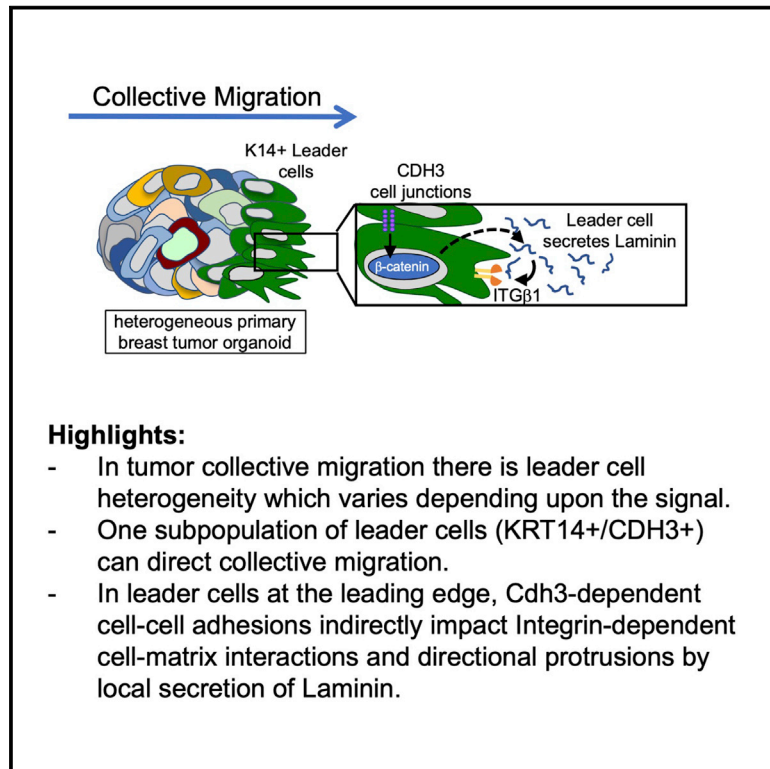 Collective Migration
K14+ Leader
cells
CDH3
cell junctions
Leader cell
secretes Laminin
β-catenin
ITGβ1
heterogeneous primary
breast tumor organoid
Highlights:
- In tumor collective migration there is leader cell
heterogeneity which varies depending upon the signal.
- One subpopulation of leader cells (KRT14+/CDH3+)
can direct collective migration.
- In leader cells at the leading edge, Cdh3-dependent
cell-cell adhesions indirectly impact Integrin-dependent
cell-matrix interactions and directional protrusions by
local secretion of Laminin.